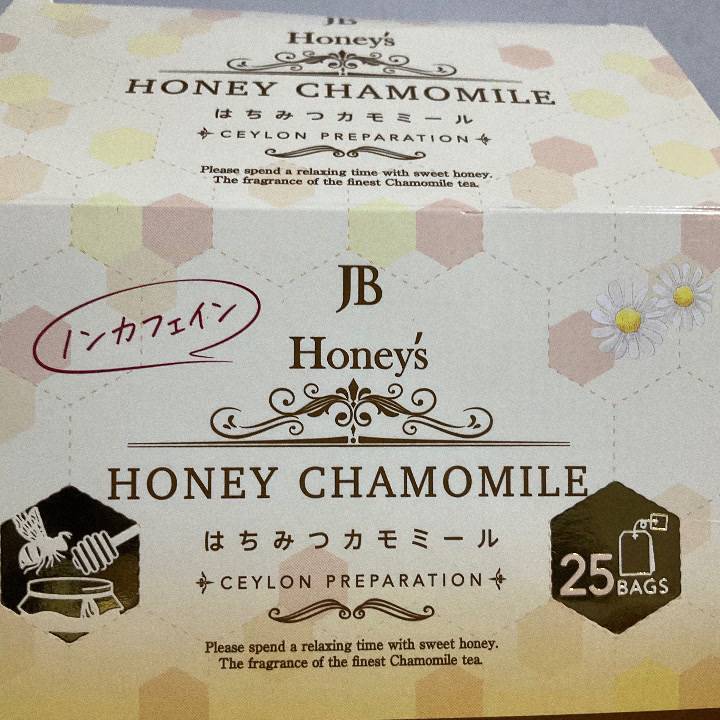 JB
Honey's
HONEY CHAMOMILE
はちみつカモミール
CEYLON PREPARATION
Please spend a relaxing time with sweet honey.
The fragrance of the finest Chamomile tea.
JB
ノンカフェイン
Honey's
HONEY CHAMOMILE
はちみつカモミール
CEYLON PREPARATION
25 BAGS
Please spend a relaxing time with sweet honey.
The fragrance of the finest Chamomile tea.